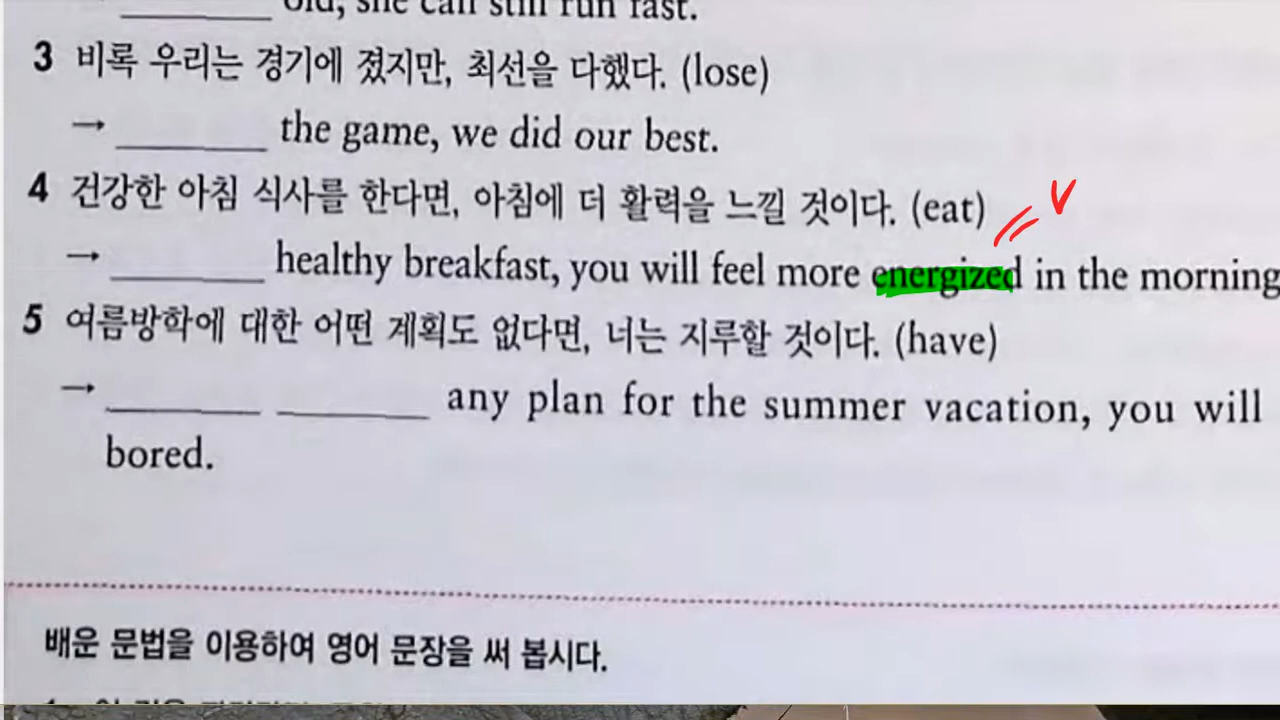 old, she can still run fast.
3 비록 우리는 경기에 졌지만, 최선을 다했다. (lose)
→ ________ the game, we did our best.
4 건강한 아침 식사를 한다면, 아침에 더 활력을 느낄 것이다. (eat)
→ ________ healthy breakfast, you will feel more energized in the morning
5 여름방학에 대한 어떤 계획도 없다면, 너는 지루할 것이다. (have)
→ ________ ________ any plan for the summer vacation, you will
bored.
배운 문법을 이용하여 영어 문장을 써 봅시다.